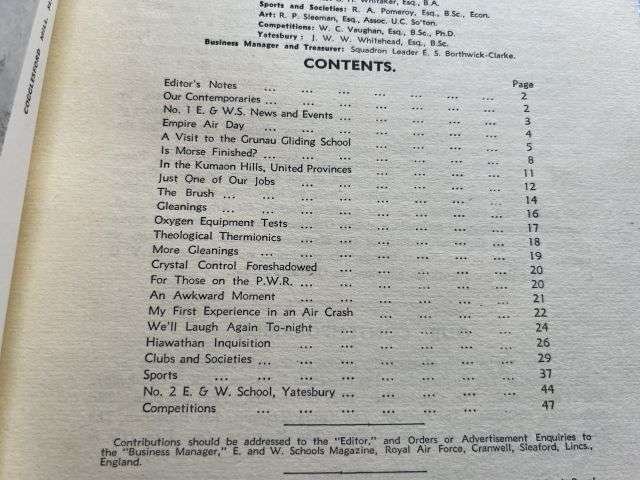 COGGLESFORD MILL
WHITAKER, Esq., B.A.
Sports and Societies: R. A. Pomeroy, Esq., B.Sc., Econ.
Art: R. P. Sleeman, Esq., Assoc. U.C. So'ton.
Competitions: W. C. Vaughan, Esq., B.Sc., Ph.D.
Yatesbury: J. W. W. Whitehead, Esq., B.Sc.
Business Manager and Treasurer: Squadron Leader E. S. Borthwick-Clarke.
CONTENTS.
Page
Editor's Notes ... ... ... ... ... ... 2
Our Contemporaries ... ... ... ... ... ... 2
No. 1 E. & W.S. News and Events ... ... ... ... 3
Empire Air Day ... ... ... ... ... ... 4
A Visit to the Grunau Gliding School ... ... ... ... 5
Is Morse Finished? ... ... ... ... ... ... 8
In the Kumaon Hills, United Provinces ... ... ... ... 11
Just One of Our Jobs ... ... ... ... ... ... 12
The Brush ... ... ... ... ... ... ... 14
Gleanings ... ... ... ... ... ... ... 16
Oxygen Equipment Tests ... ... ... ... ... 17
Theological Thermionics ... ... ... ... ... 18
More Gleanings ... ... ... ... ... ... 19
Crystal Control Foreshadowed ... ... ... ... ... 20
For Those on the P.W.R. ... ... ... ... ... ... 20
An Awkward Moment ... ... ... ... ... ... 21
My First Experience in an Air Crash ... ... ... ... 22
We'll Laugh Again To-night ... ... ... ... ... 24
Hiawathan Inquisition ... ... ... ... ... 26
Clubs and Societies ... ... ... ... ... ... ... 29
Sports ... ... ... ... ... ... ... ... 37
No. 2 E. & W. School, Yatesbury ... ... ... ... ... 44
Competitions ... ... ... ... ... ... 47
Contributions should be addressed to the "Editor," and Orders or Advertisement Enquiries to
the "Business Manager," E. and W. Schools Magazine, Royal Air Force, Cranwell, Sleaford, Lincs.,
England.